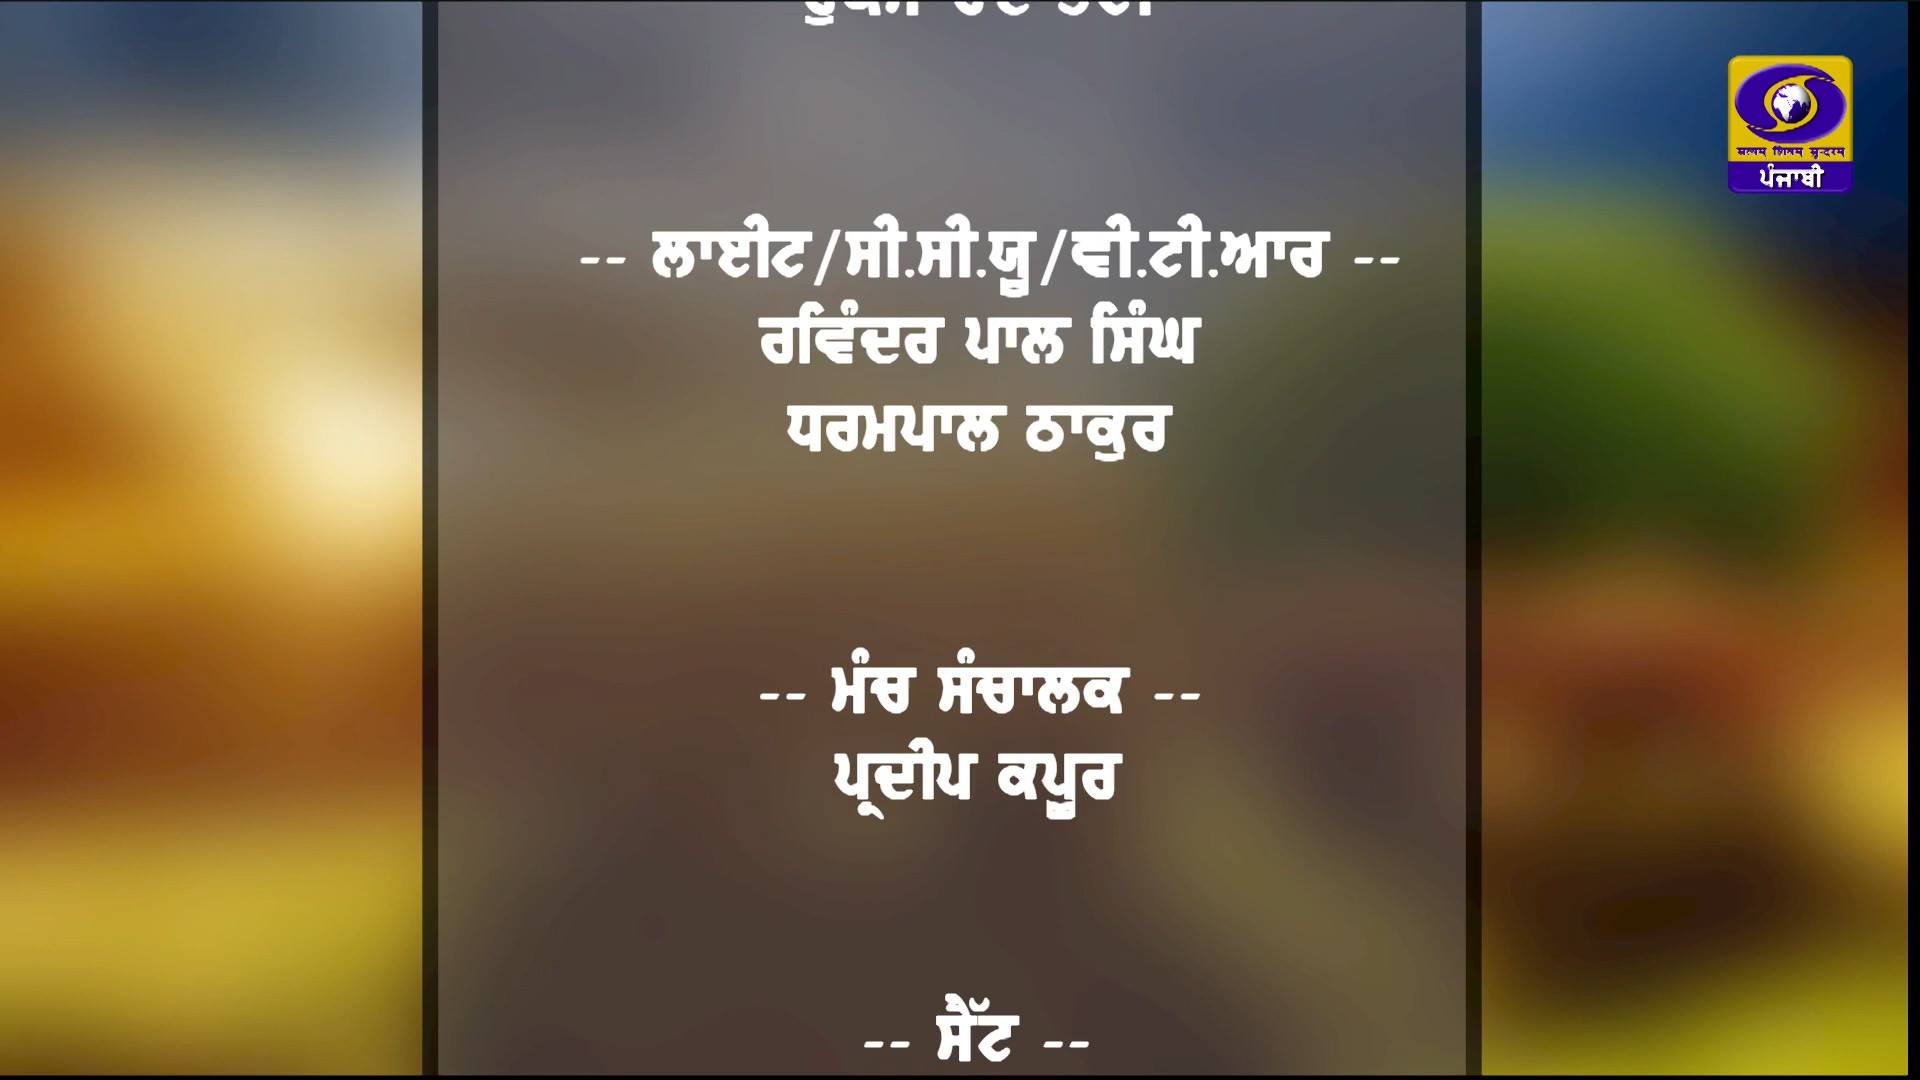 -- ਲਾਈਟ/ਸੀ.ਸੀ.ਯੂ/ਵੀ.ਟੀ.ਆਰ --
ਰਵਿੰਦਰ ਪਾਲ ਸਿੰਘ
ਧਰਮਪਾਲ ਠਾਕੁਰ
-- ਮੰਚ ਸੰਚਾਲਕ --
ਪ੍ਰਦੀਪ ਕਪੂਰ
-- ਸੈੱਟ --
ਪੰਜਾਬੀ